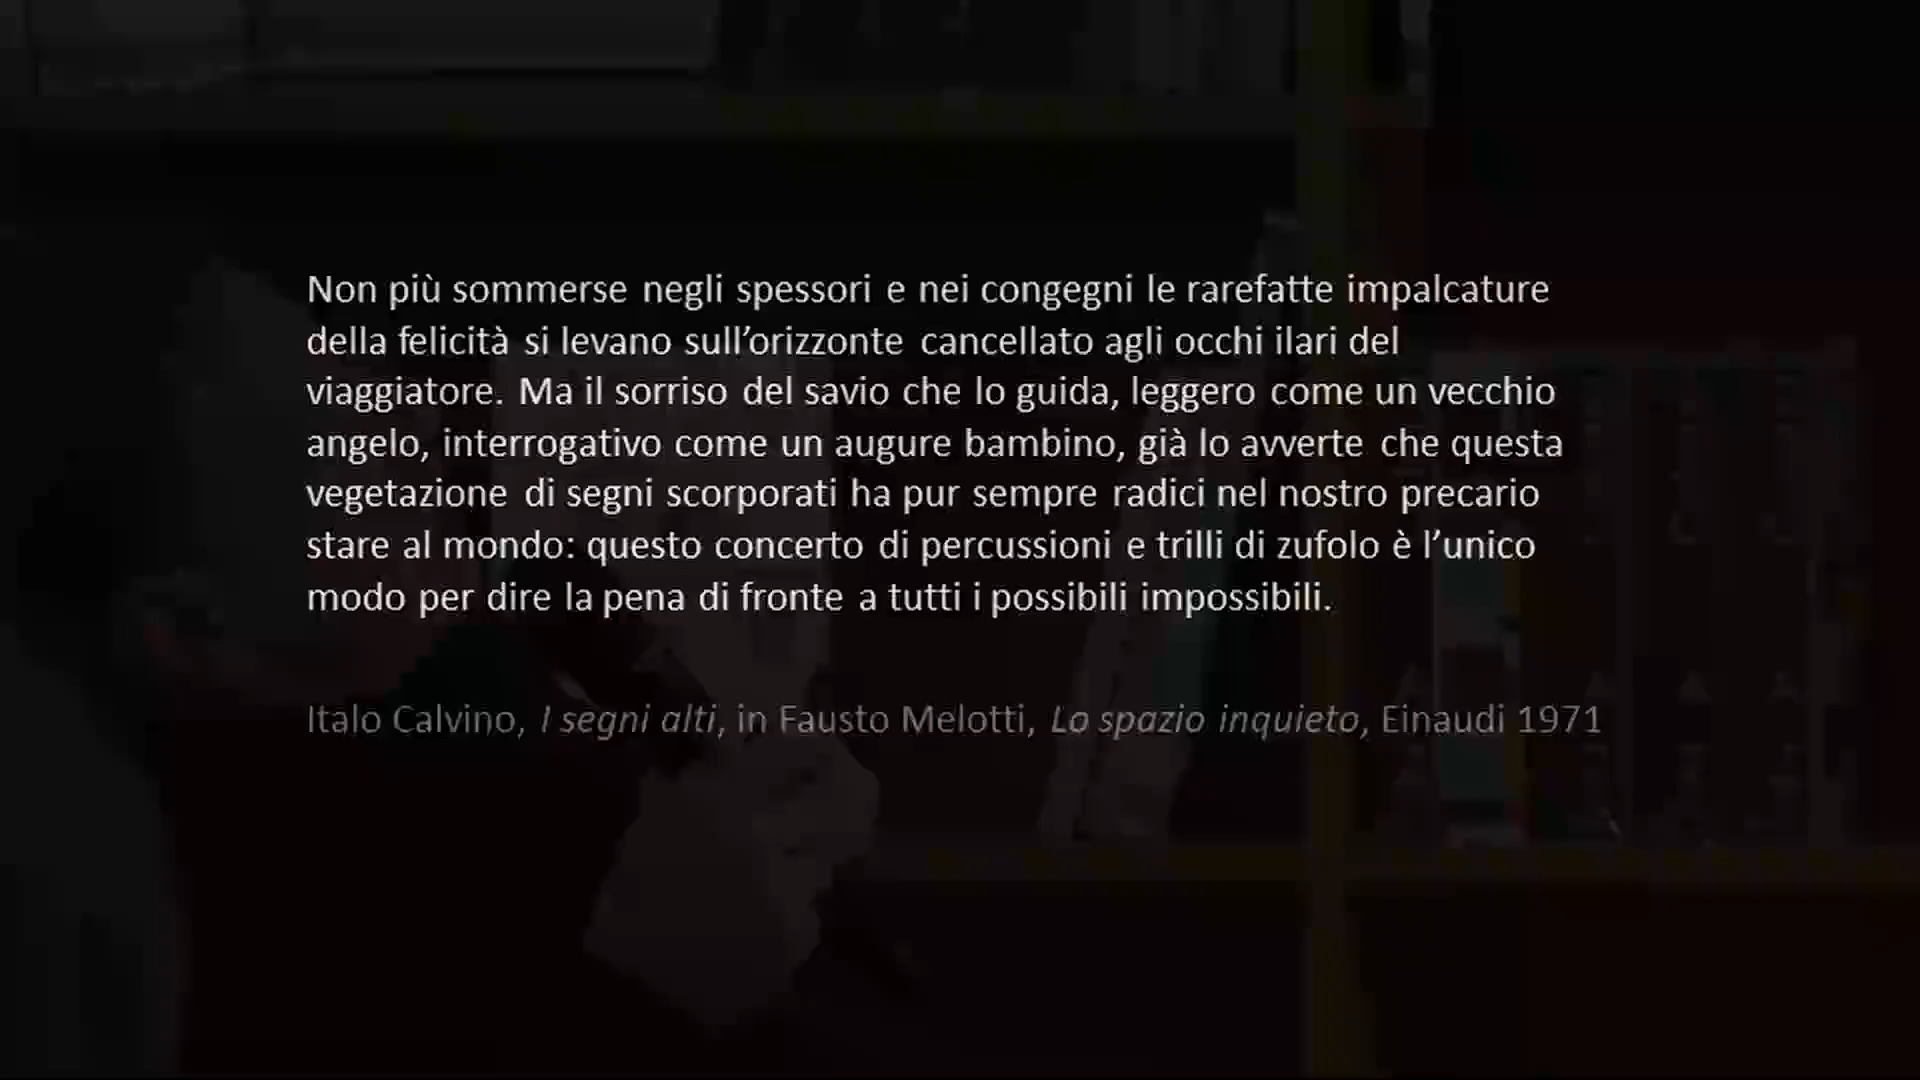 Non più sommerse negli spessori e nei congegni le rarefatte impalcature
della felicità si levano sull’orizzonte cancellato agli occhi ilari del
viaggiatore. Ma il sorriso del savio che lo guida, leggero come un vecchio
angelo, interrogativo come un augure bambino, già lo avverte che questa
vegetazione di segni scorporati ha pur sempre radici nel nostro precario
stare al mondo: questo concerto di percussioni e trilli di zufolo è l’unico
modo per dire la pena di fronte a tutti i possibili impossibili.
Italo Calvino, I segni alti, in Fausto Melotti, Lo spazio inquieto, Einaudi 1971